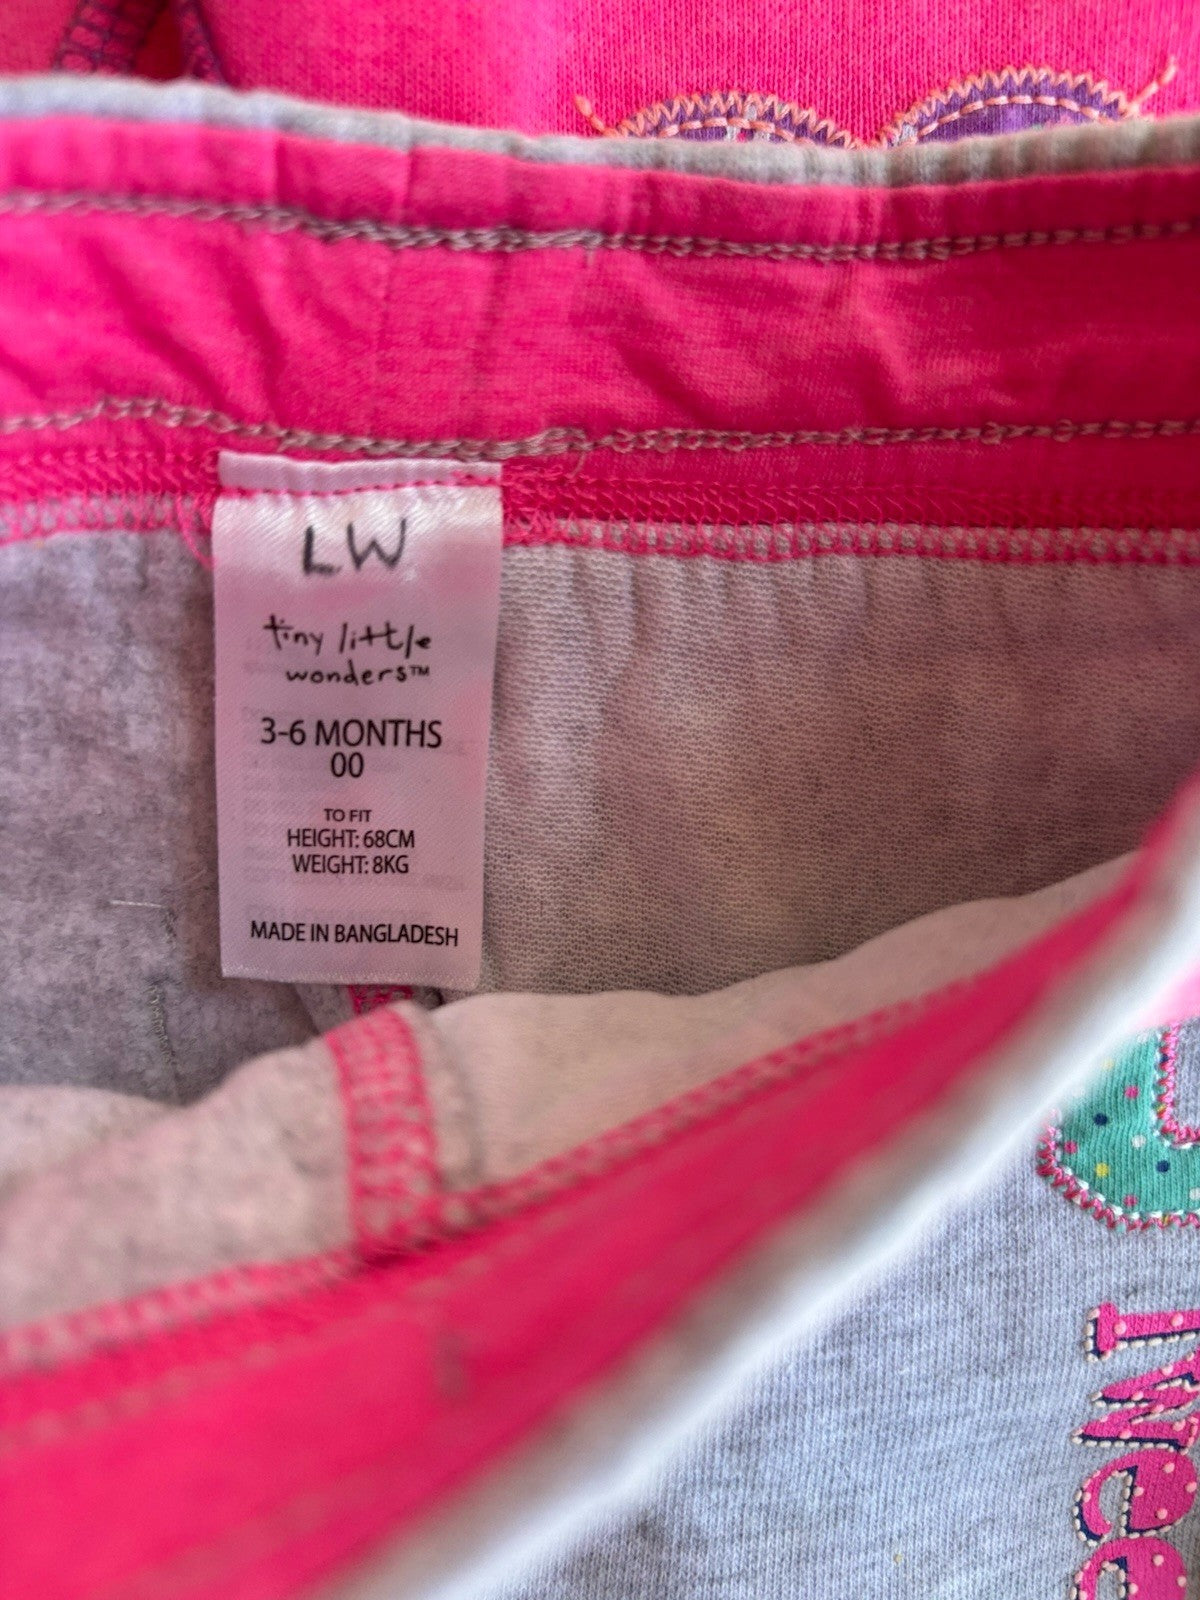 LW
tiny little
wonders™
3-6 MONTHS
00
TO FIT
HEIGHT: 68CM
WEIGHT: 8KG
MADE IN BANGLADESH